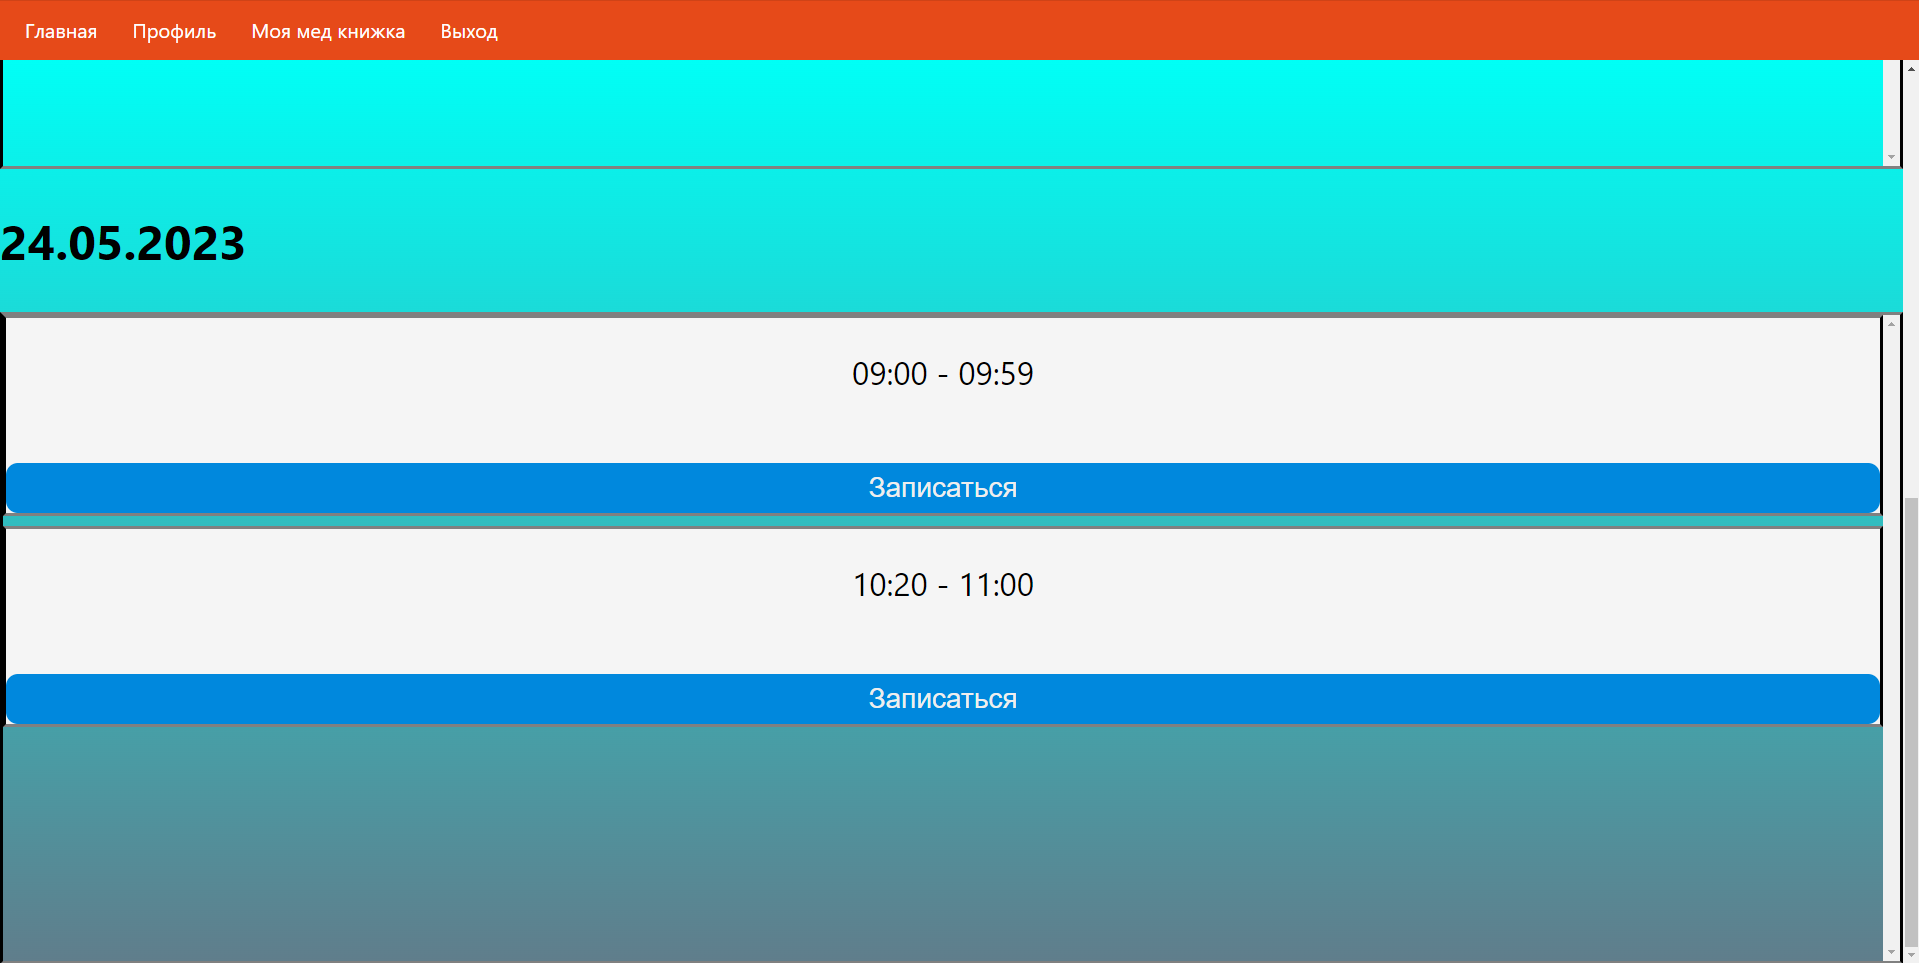 Главная Профиль Моя мед книжка Выход
24.05.2023
09:00 - 09:59
Записаться
10:20 - 11:00
Записаться